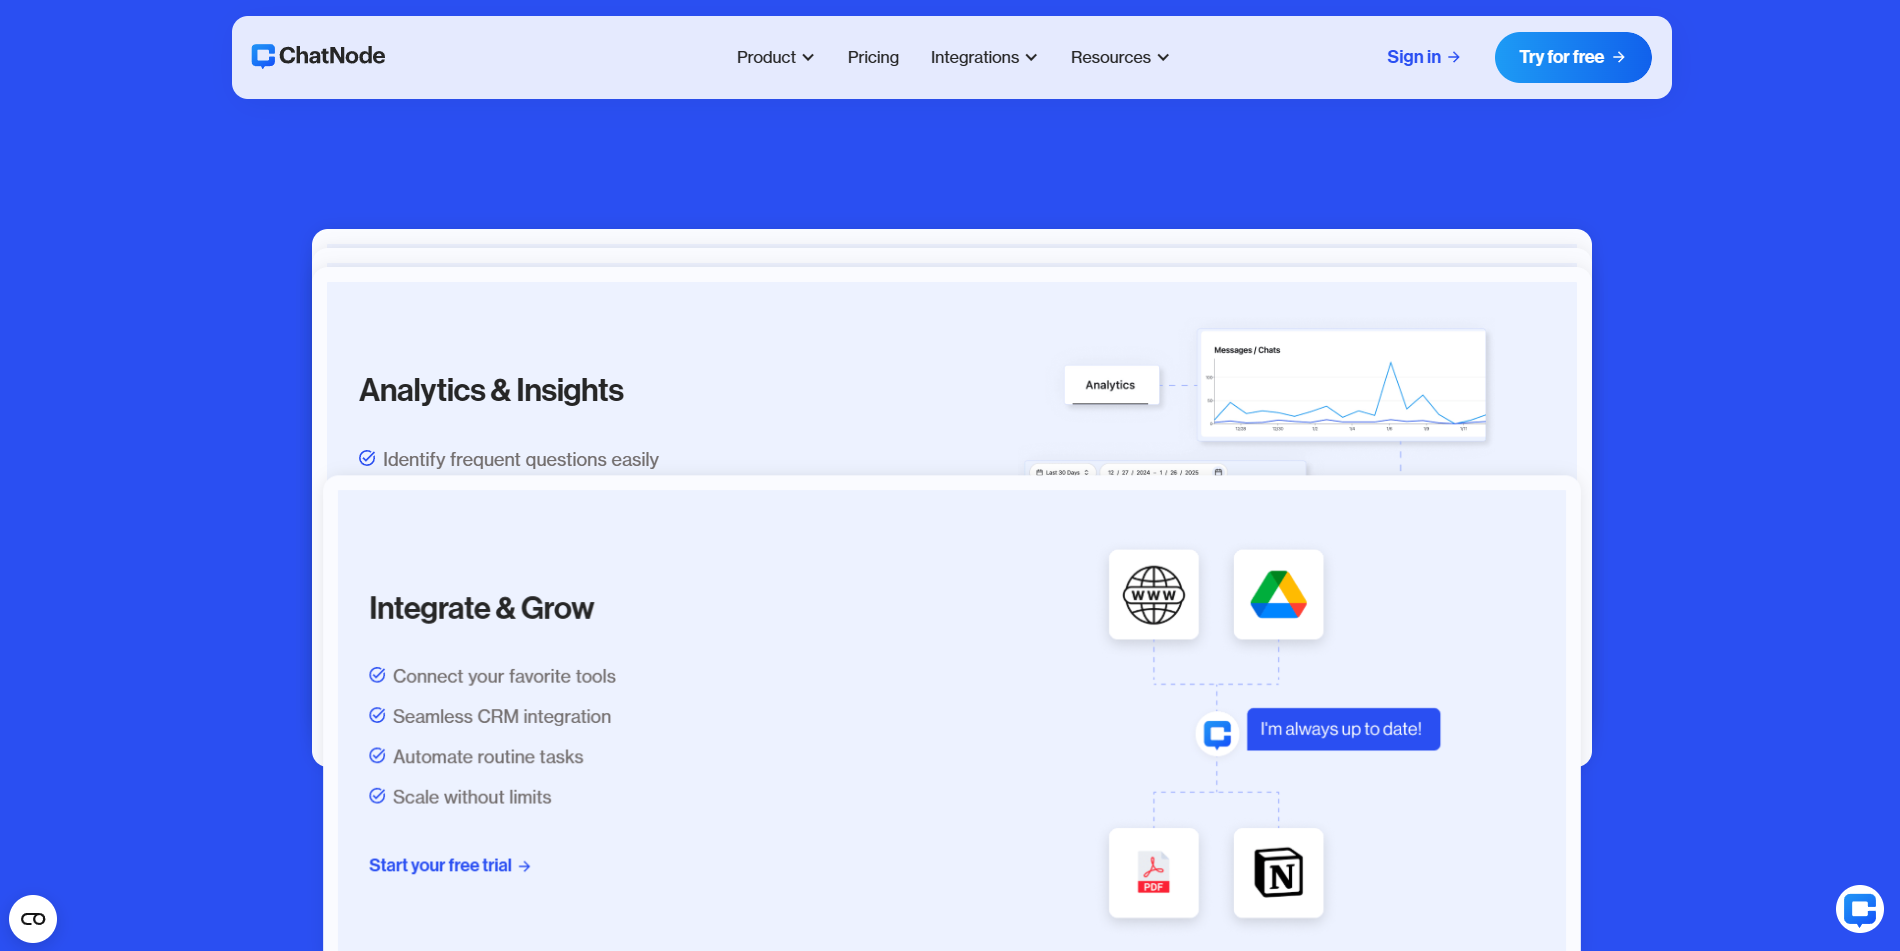 ChatNode
Product
Pricing
Integrations
Resources
Sign in
Try for free
Analytics & Insights
Identify frequent questions easily
Analytics
Messages / Chats
Last 30 Days
12 / 27 / 2024 – 1 / 26 / 2025
Integrate & Grow
Connect your favorite tools
Seamless CRM integration
Automate routine tasks
Scale without limits
Start your free trial
WWW
I'm always up to date!
PDF
N